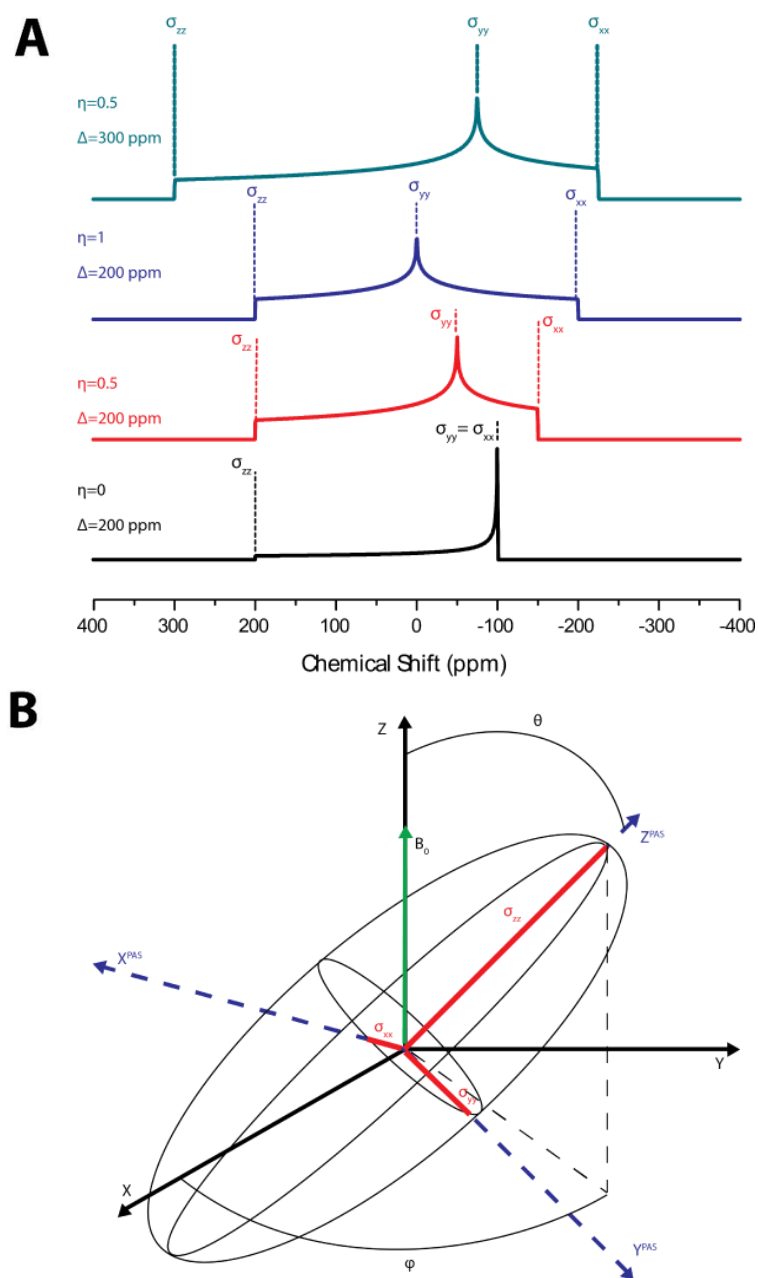 A
σzz σyy σxx
η=0.5
Δ=300 ppm
σzz σyy σxx
η=1
Δ=200 ppm
σzz σyy σxx
η=0.5
Δ=200 ppm
σyy= σxx
σzz
η=0
Δ=200 ppm
400 300 200 100 0 -100 -200 -300 -400
Chemical Shift (ppm)
B
Z
θ
B0
ZPAS
σzz
XPAS
σxx
Y
σyy
X
YPAS
φ